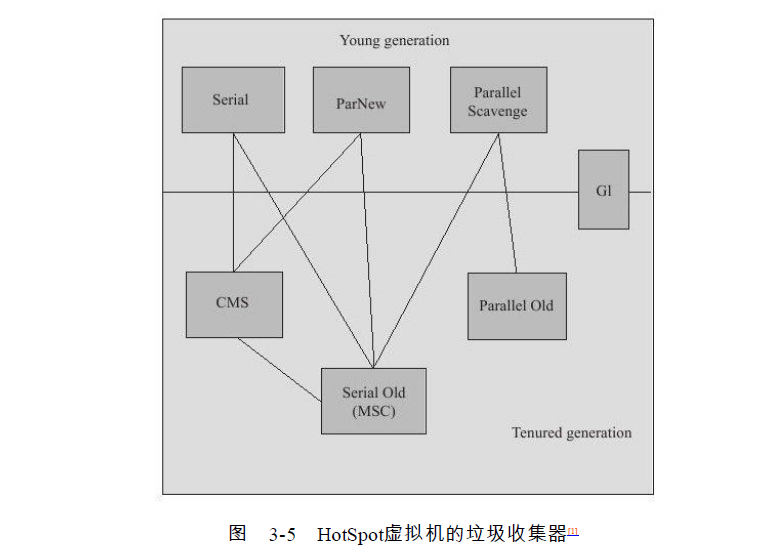 Young generation
Serial
ParNew
Parallel
Scavenge
Gl
CMS
Parallel Old
Serial Old
(MSC)
Tenured generation
图 3-5 HotSpot虚拟机的垃圾收集器[1]